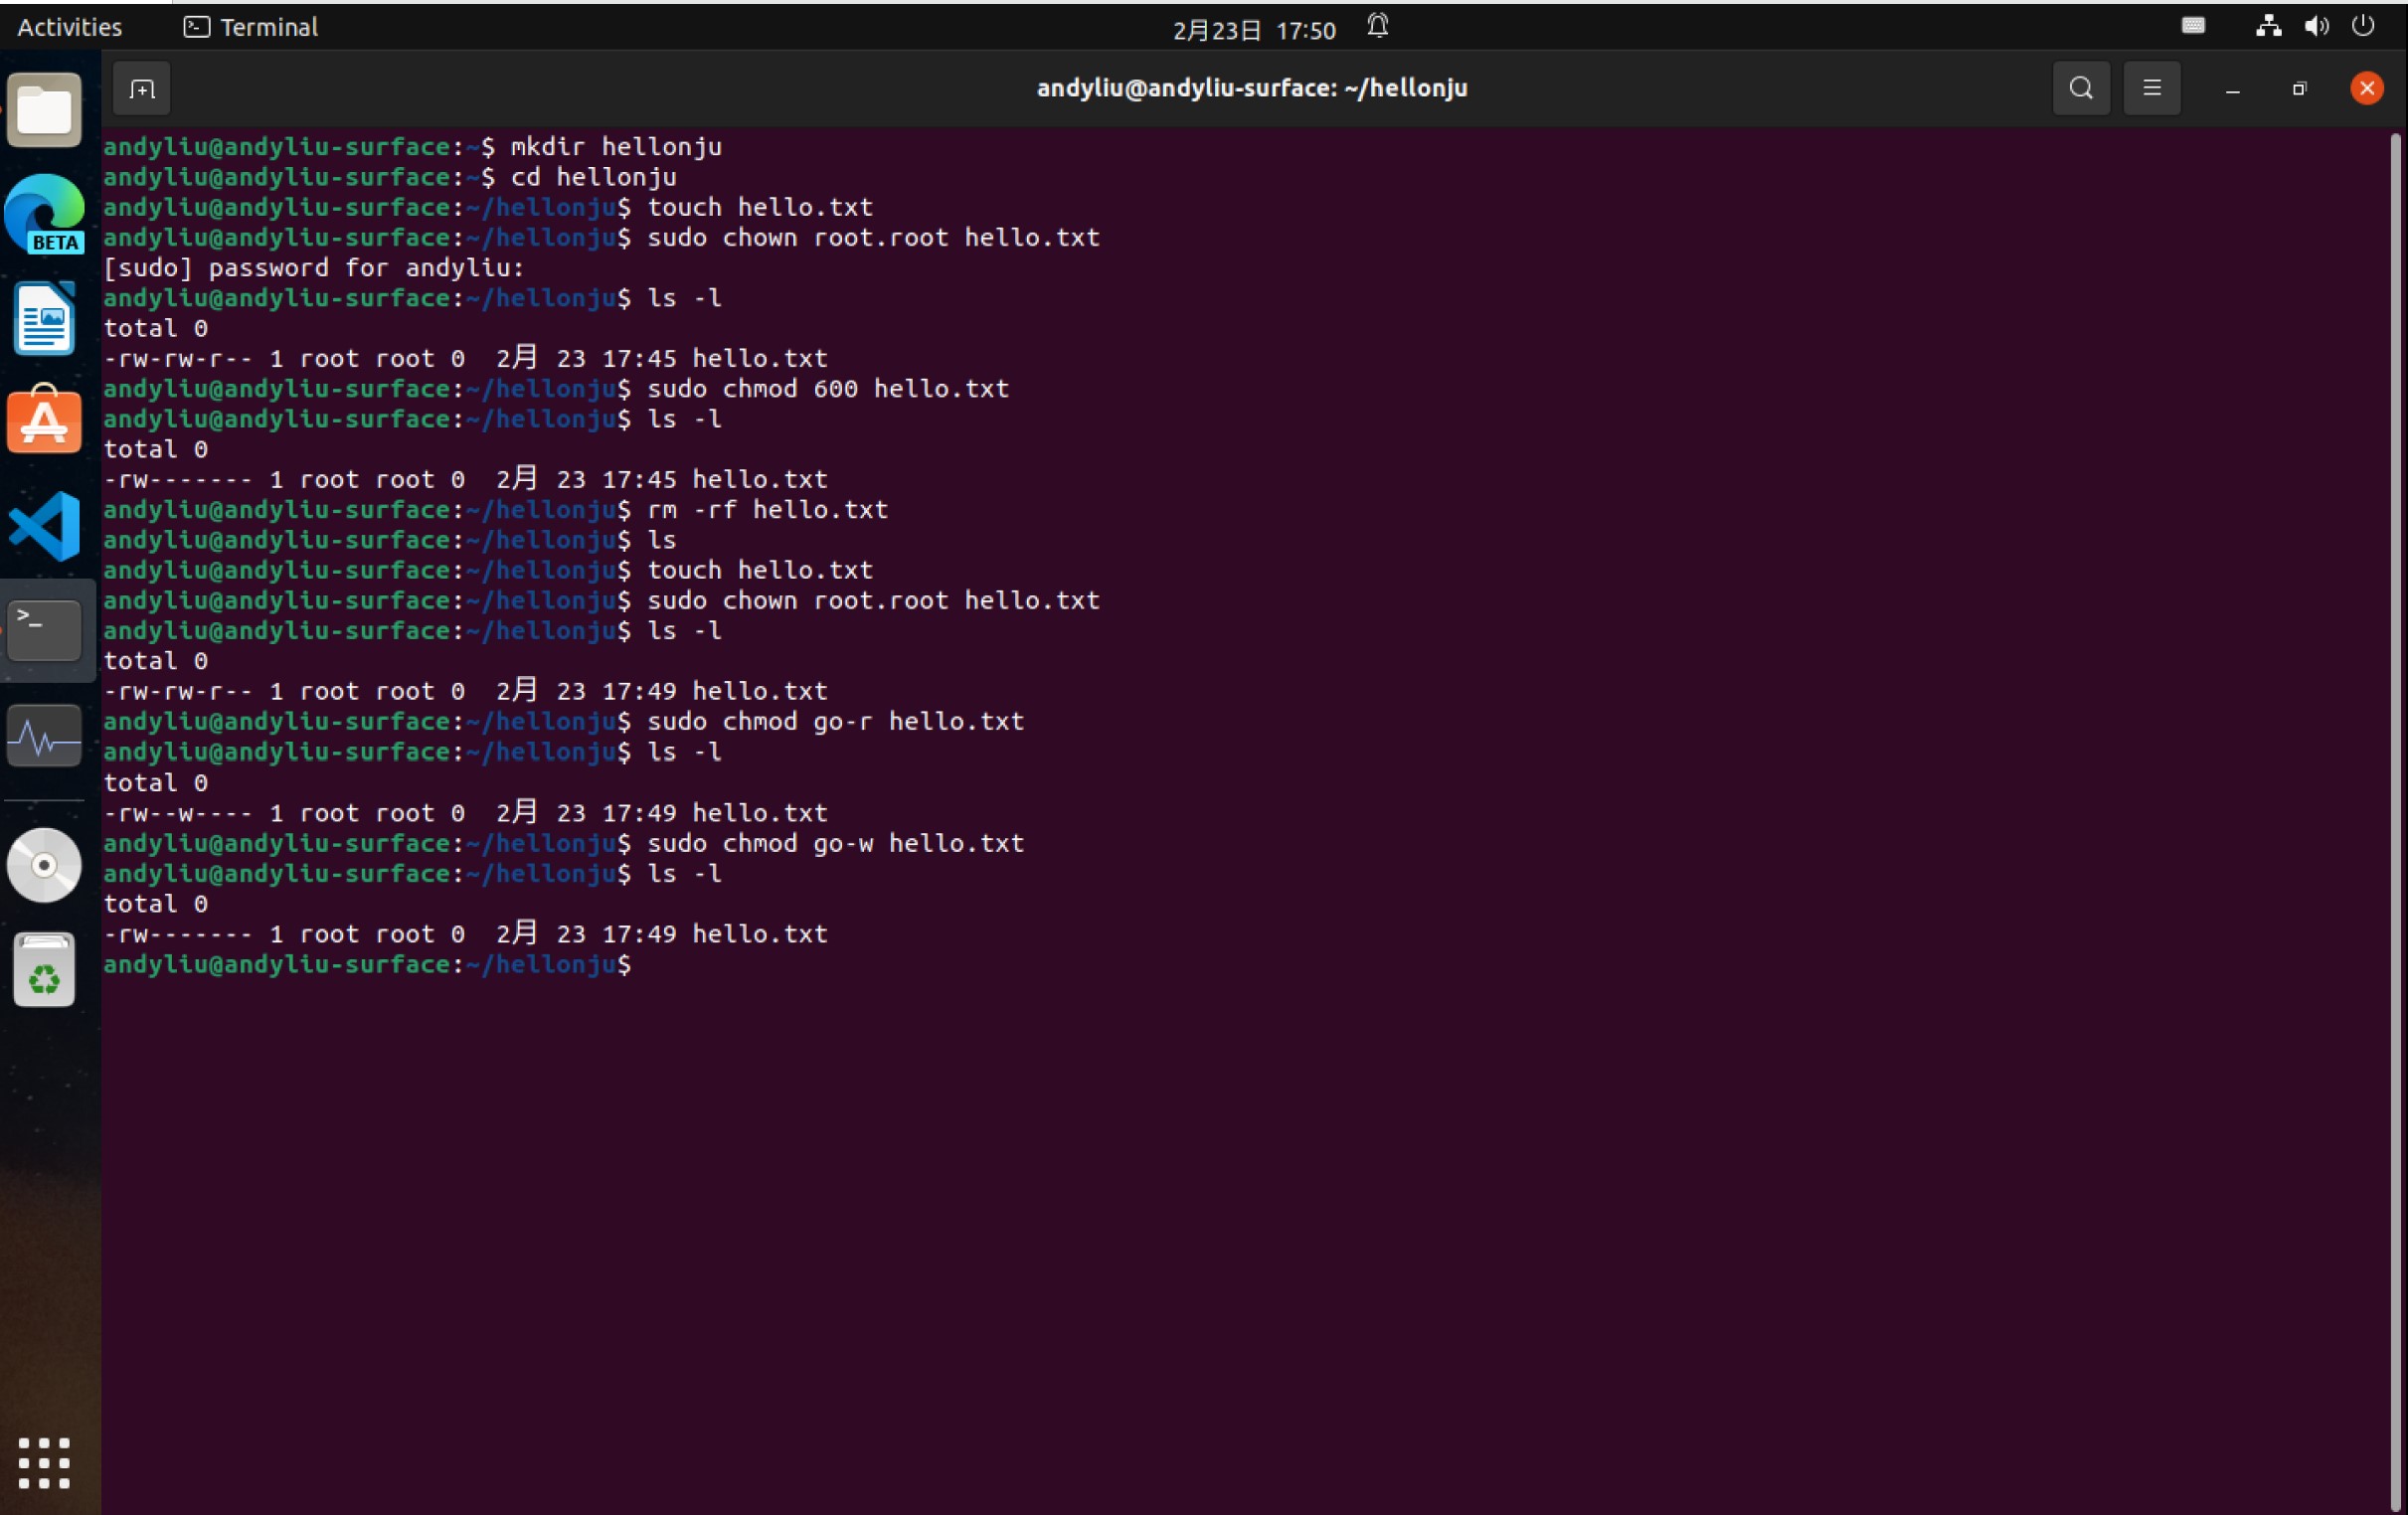 Activities Terminal 2月23日 17:50
andyliu@andyliu-surface: ~/hellonju
BETA
andyliu@andyliu-surface:~$ mkdir hellonju
andyliu@andyliu-surface:~$ cd hellonju
andyliu@andyliu-surface:~/hellonju$ touch hello.txt
andyliu@andyliu-surface:~/hellonju$ sudo chown root.root hello.txt
[sudo] password for andyliu:
andyliu@andyliu-surface:~/hellonju$ ls -l
total 0
-rw-rw-r-- 1 root root 0  2月 23 17:45 hello.txt
andyliu@andyliu-surface:~/hellonju$ sudo chmod 600 hello.txt
andyliu@andyliu-surface:~/hellonju$ ls -l
total 0
-rw------- 1 root root 0  2月 23 17:45 hello.txt
andyliu@andyliu-surface:~/hellonju$ rm -rf hello.txt
andyliu@andyliu-surface:~/hellonju$ ls
andyliu@andyliu-surface:~/hellonju$ touch hello.txt
andyliu@andyliu-surface:~/hellonju$ sudo chown root.root hello.txt
andyliu@andyliu-surface:~/hellonju$ ls -l
total 0
-rw-rw-r-- 1 root root 0  2月 23 17:49 hello.txt
andyliu@andyliu-surface:~/hellonju$ sudo chmod go-r hello.txt
andyliu@andyliu-surface:~/hellonju$ ls -l
total 0
-rw--w---- 1 root root 0  2月 23 17:49 hello.txt
andyliu@andyliu-surface:~/hellonju$ sudo chmod go-w hello.txt
andyliu@andyliu-surface:~/hellonju$ ls -l
total 0
-rw------- 1 root root 0  2月 23 17:49 hello.txt
andyliu@andyliu-surface:~/hellonju$